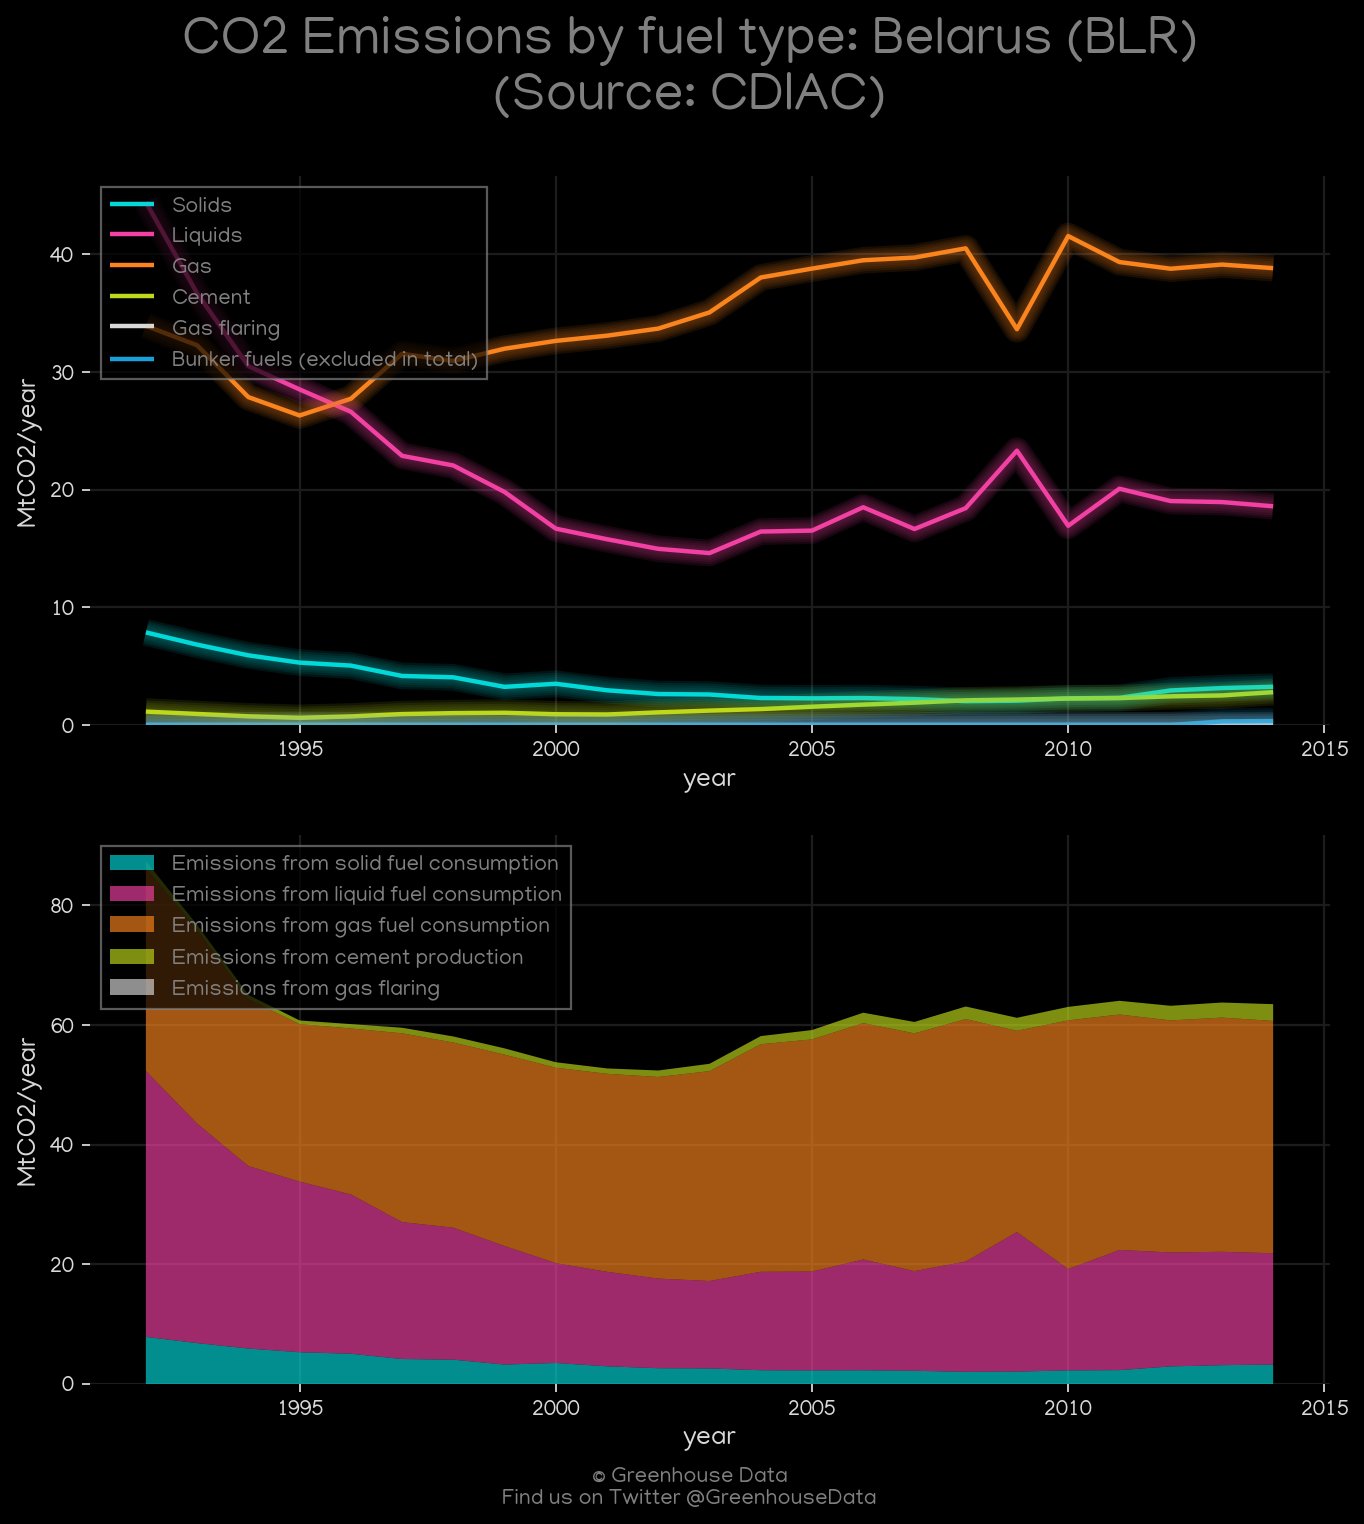 CO2 Emissions by fuel type: Belarus (BLR)
(Source: CDIAC)
Solids
Liquids
Gas
Cement
Gas flaring
Bunker fuels (excluded in total)
MtCO2/year
40
30
20
10
0
1995 2000 2005 2010 2015
year
Emissions from solid fuel consumption
Emissions from liquid fuel consumption
Emissions from gas fuel consumption
Emissions from cement production
Emissions from gas flaring
MtCO2/year
80
60
40
20
0
1995 2000 2005 2010 2015
year
© Greenhouse Data
Find us on Twitter @GreenhouseData